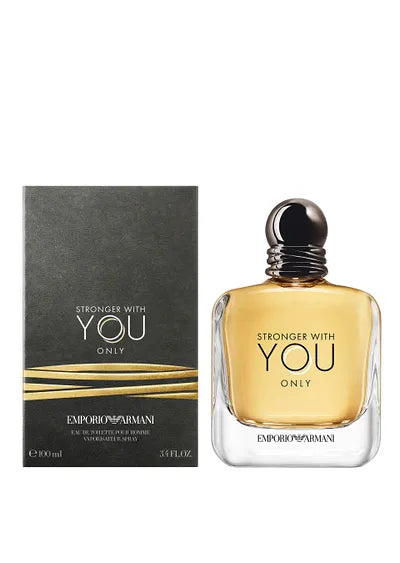 STRONGER WITH
YOU
ONLY
EMPORIO ARMANI
EAU DE TOILETTE POUR HOMME
VAPORISATEUR SPRAY
℮ 100 ml 3.4 FL.OZ
STRONGER WITH
YOU
ONLY
EMPORIO ARMANI